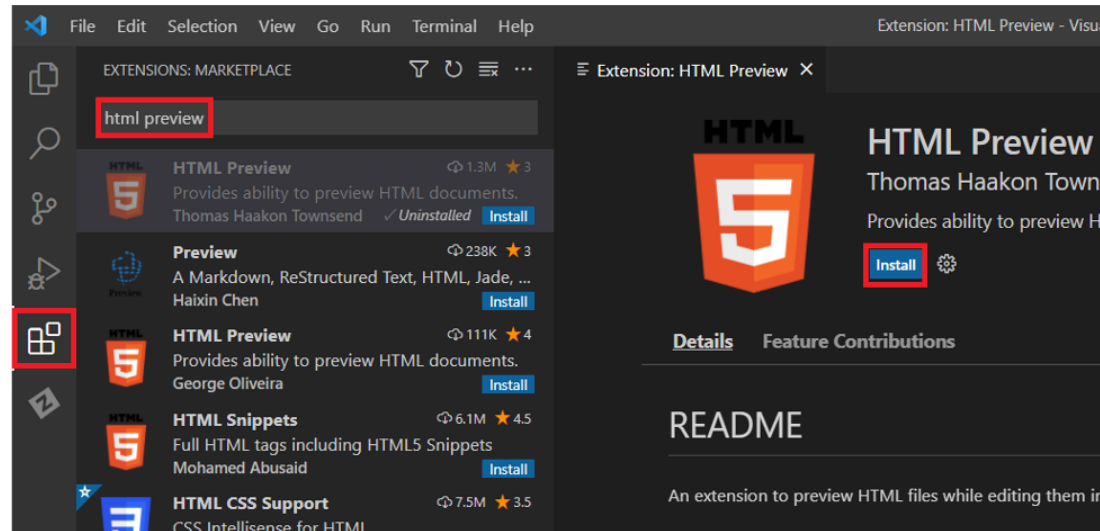 File Edit Selection View Go Run Terminal Help
Extension: HTML Preview - Visua
EXTENSIONS: MARKETPLACE
html preview
HTML Preview 1.3M 3
Provides ability to preview HTML documents.
Thomas Haakon Townsend Uninstalled Install
Preview 238K 3
A Markdown, ReStructured Text, HTML, Jade, ...
Haixin Chen Install
HTML Preview 111K 4
Provides ability to preview HTML documents.
George Oliveira Install
HTML Snippets 6.1M 4.5
Full HTML tags including HTML5 Snippets
Mohamed Abusaid Install
HTML CSS Support 7.5M 3.5
CSS Intellisense for HTML
Extension: HTML Preview
HTML
5
HTML Preview
Thomas Haakon Town
Provides ability to preview H
Install
Details Feature Contributions
README
An extension to preview HTML files while editing them in